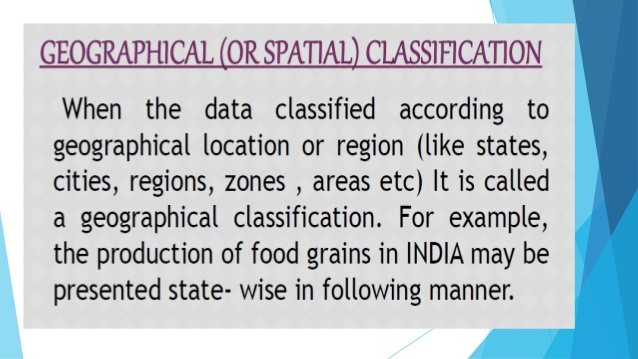 GEOGRAPHICAL (OR SPATIAL) CLASSIFICATION
When the data classified according to
geographical location or region (like states,
cities, regions, zones , areas etc) It is called
a geographical classification. For example,
the production of food grains in INDIA may be
presented state- wise in following manner.